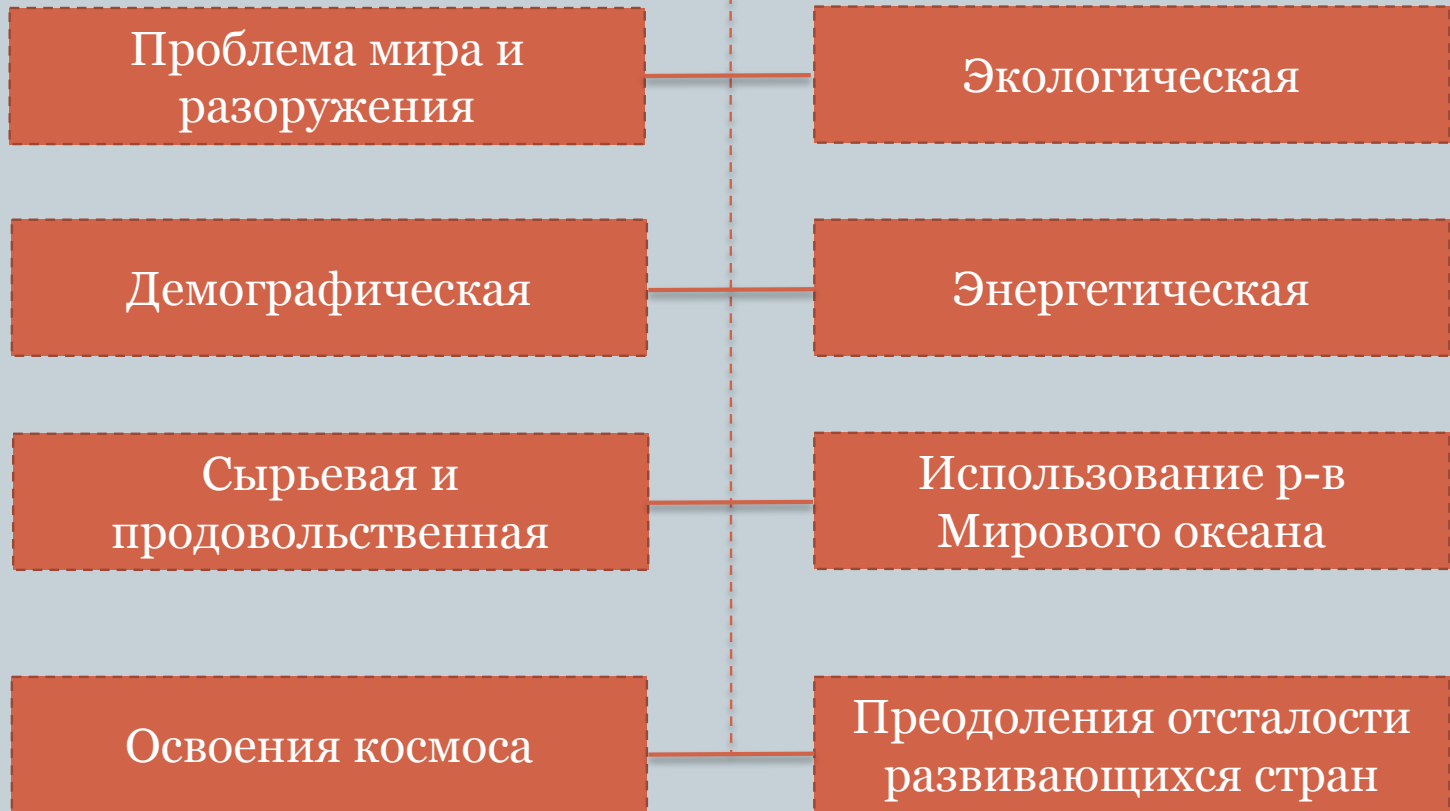 Проблема мира и
разоружения
Экологическая
Демографическая
Энергетическая
Сырьевая и
продовольственная
Использование р-в
Мирового океана
Освоения космоса
Преодоления отсталости
развивающихся стран